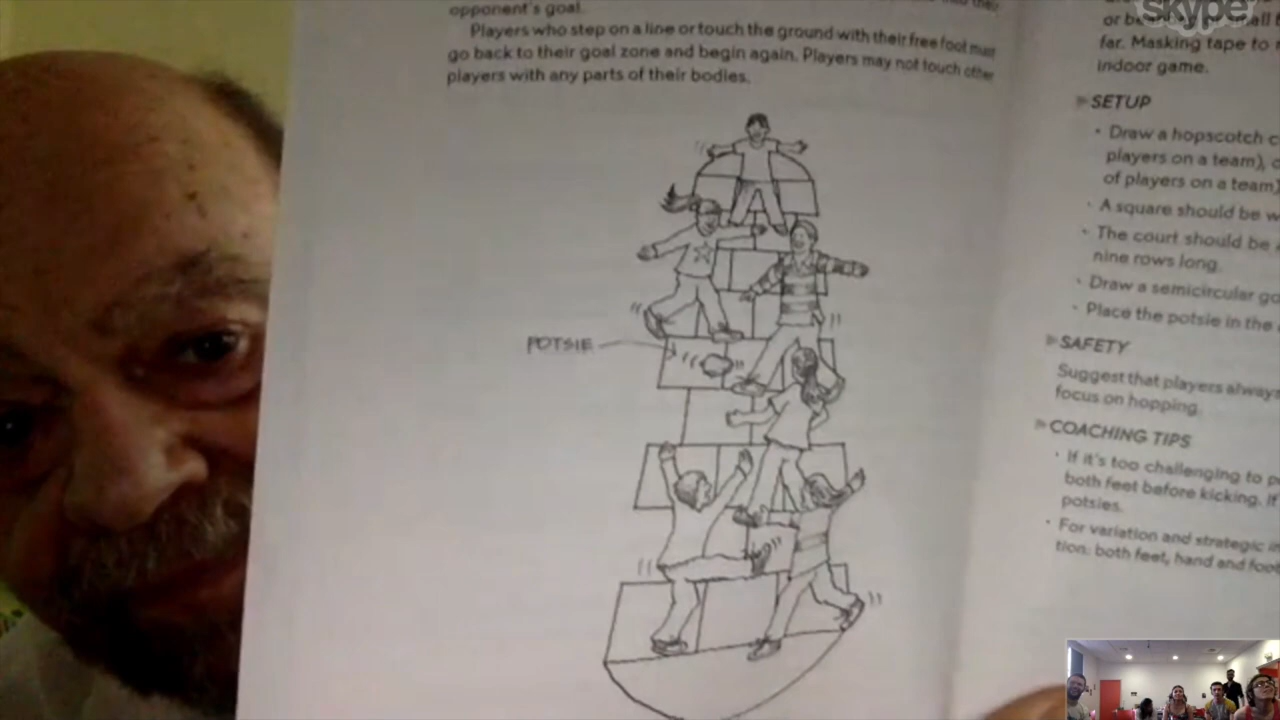 opponent's goal.
Players who step on a line or touch the ground with their free foot must
go back to their goal zone and begin again. Players may not touch other
players with any parts of their bodies.
POTSIE
skype
far. Masking tape to
indoor game.
SETUP
• Draw a hopscotch
players on a team),
of players on a team)
• A square should be
• The court should be
nine rows long.
• Draw a semicircular
• Place the potsie in the
SAFETY
Suggest that players always
focus on hopping.
COACHING TIPS
• If it's too challenging to
both feet before kicking. If
potsies.
• For variation and strategic
tion: both feet, hand and foot